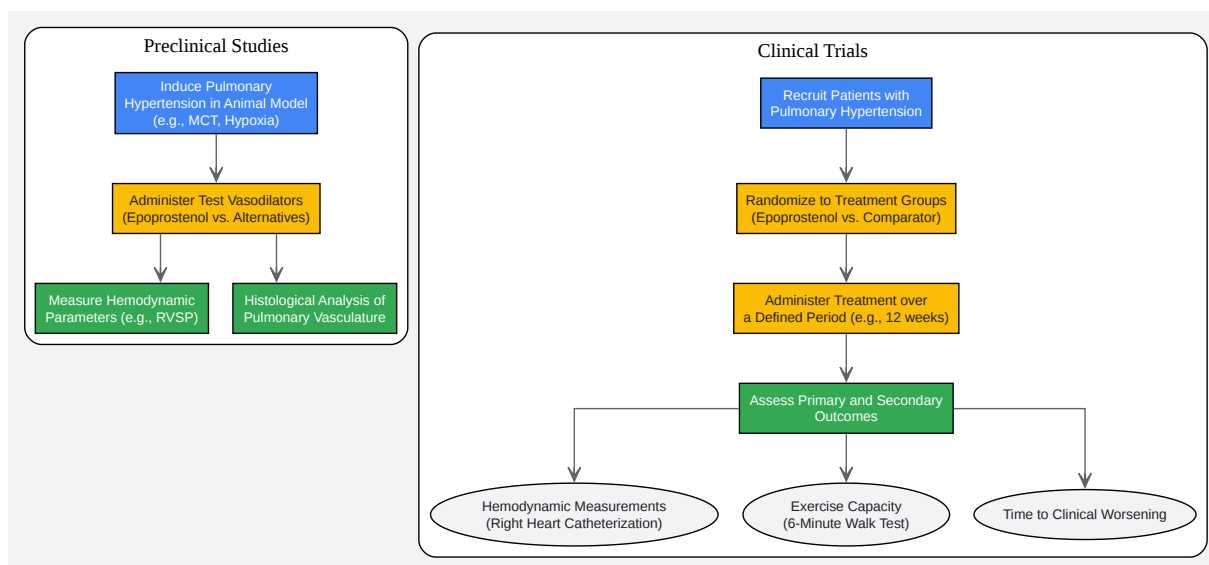 Preclinical Studies
Induce Pulmonary
Hypertension in Animal Model
(e.g., MCT, Hypoxia)
Administer Test Vasodilators
(Epoprostenol vs. Alternatives)
Measure Hemodynamic
Parameters (e.g., RVSP)
Histological Analysis of
Pulmonary Vasculature
Clinical Trials
Recruit Patients with
Pulmonary Hypertension
Randomize to Treatment Groups
(Epoprostenol vs. Comparator)
Administer Treatment over
a Defined Period (e.g., 12 weeks)
Assess Primary and Secondary
Outcomes
Hemodynamic Measurements
(Right Heart Catheterization)
Exercise Capacity
(6-Minute Walk Test)
Time to Clinical Worsening